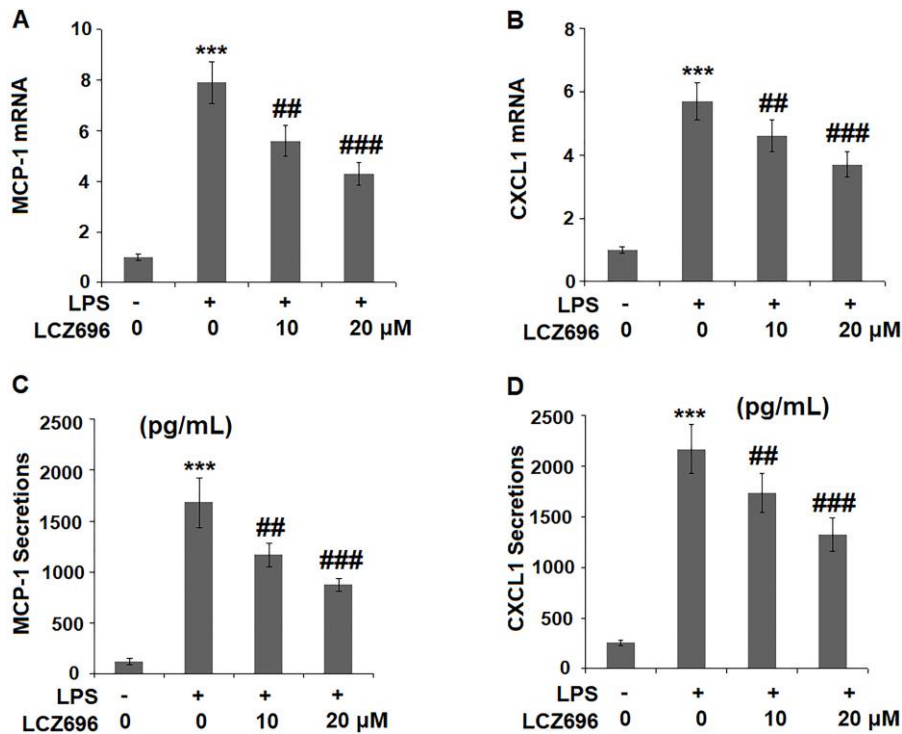 A
MCP-1 mRNA
10
8
6
4
2
0
***
##
###
LPS - + + +
LCZ696 0 0 10 20 µM
B
CXCL1 mRNA
8
6
4
2
0
***
##
###
LPS - + + +
LCZ696 0 0 10 20 µM
C
(pg/mL)
MCP-1 Secretions
2500
2000
1500
1000
500
0
***
##
###
LPS - + + +
LCZ696 0 0 10 20 µM
D
(pg/mL)
CXCL1 Secretions
2500
2000
1500
1000
500
0
***
##
###
LPS - + + +
LCZ696 0 0 10 20 µM